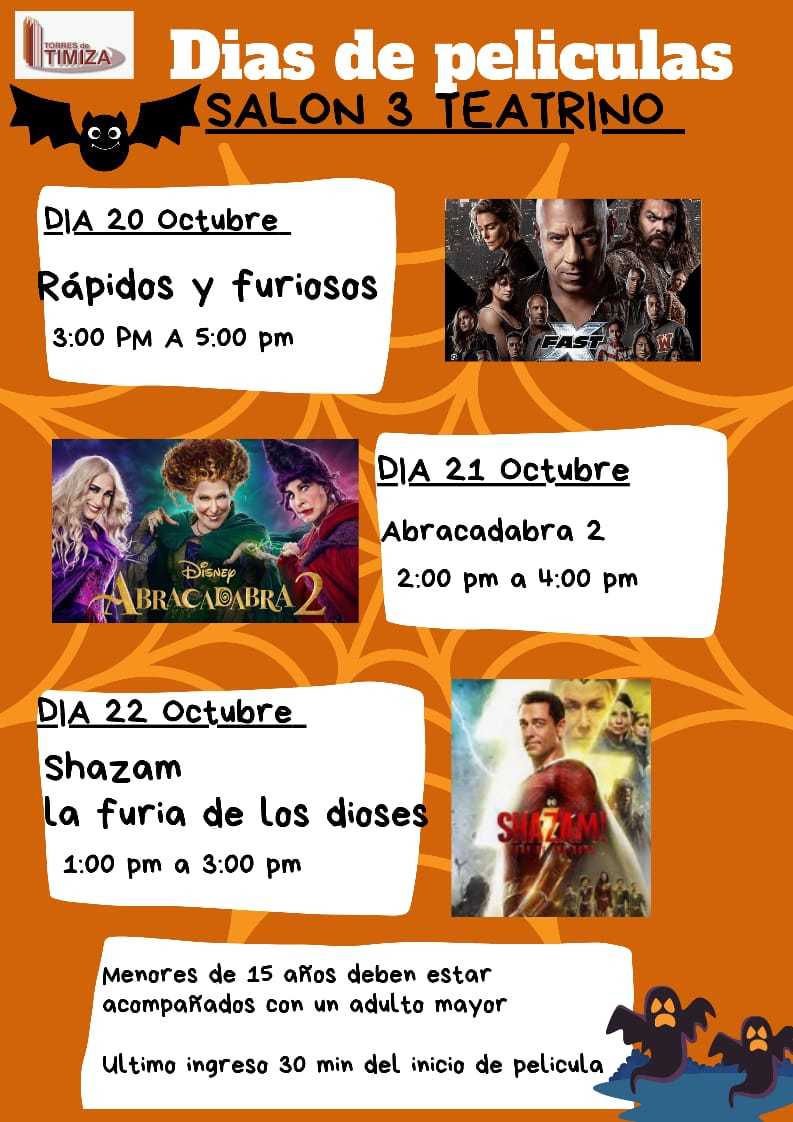 TORRES de
TIMIZA
Dias de peliculas
SALON 3 TEATRINO
DIA 20 Octubre
Rápidos y furiosos
3:00 PM A 5:00 pm
FAST X
W
DIA 21 Octubre
Abracadabra 2
2:00 pm a 4:00 pm
DISNEY
ABRACADABRA 2
DIA 22 Octubre
Shazam
la furia de los dioses
1:00 pm a 3:00 pm
DC
SHAZAM!
Menores de 15 años deben estar
acompañados con un adulto mayor
Ultimo ingreso 30 min del inicio de pelicula